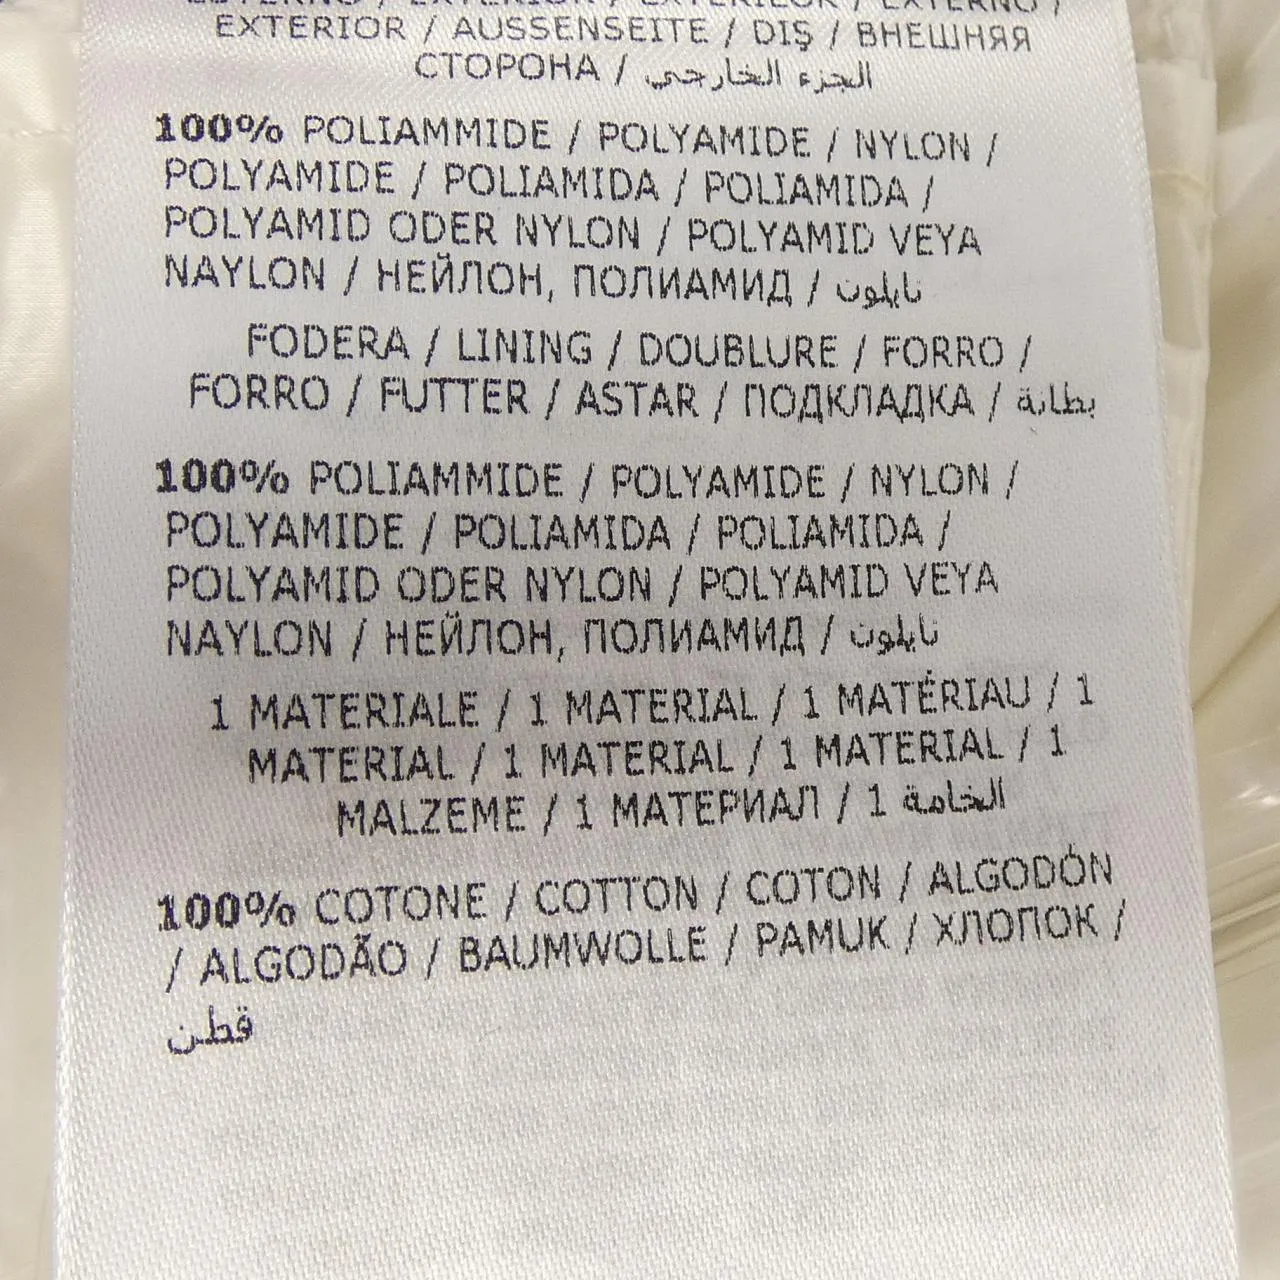 ESTERNO / EXTERIOR / EXTERIEUR / EXTERNO /
EXTERIOR / AUSSENSEITE / DIŞ / ВНЕШНЯЯ
СТОРОНА / الجزء الخارجي
100% POLIAMMIDE / POLYAMIDE / NYLON /
POLYAMIDE / POLIAMIDA / POLIAMIDA /
POLYAMID ODER NYLON / POLYAMID VEYA
NAYLON / НЕЙЛОН, ПОЛИАМИД / نايلون
FODERA / LINING / DOUBLURE / FORRO /
FORRO / FUTTER / ASTAR / ПОДКЛАДКА / بطانة
100% POLIAMMIDE / POLYAMIDE / NYLON /
POLYAMIDE / POLIAMIDA / POLIAMIDA /
POLYAMID ODER NYLON / POLYAMID VEYA
NAYLON / НЕЙЛОН, ПОЛИАМИД / نايلون
1 MATERIALE / 1 MATERIAL / 1 MATÉRIAU / 1
MATERIAL / 1 MATERIAL / 1 MATERIAL / 1
MALZEME / 1 МАТЕРИАЛ / 1 الخامة
100% COTONE / COTTON / COTON / ALGODÓN
/ ALGODÃO / BAUMWOLLE / PAMUK / ХЛОПОК /
قطن